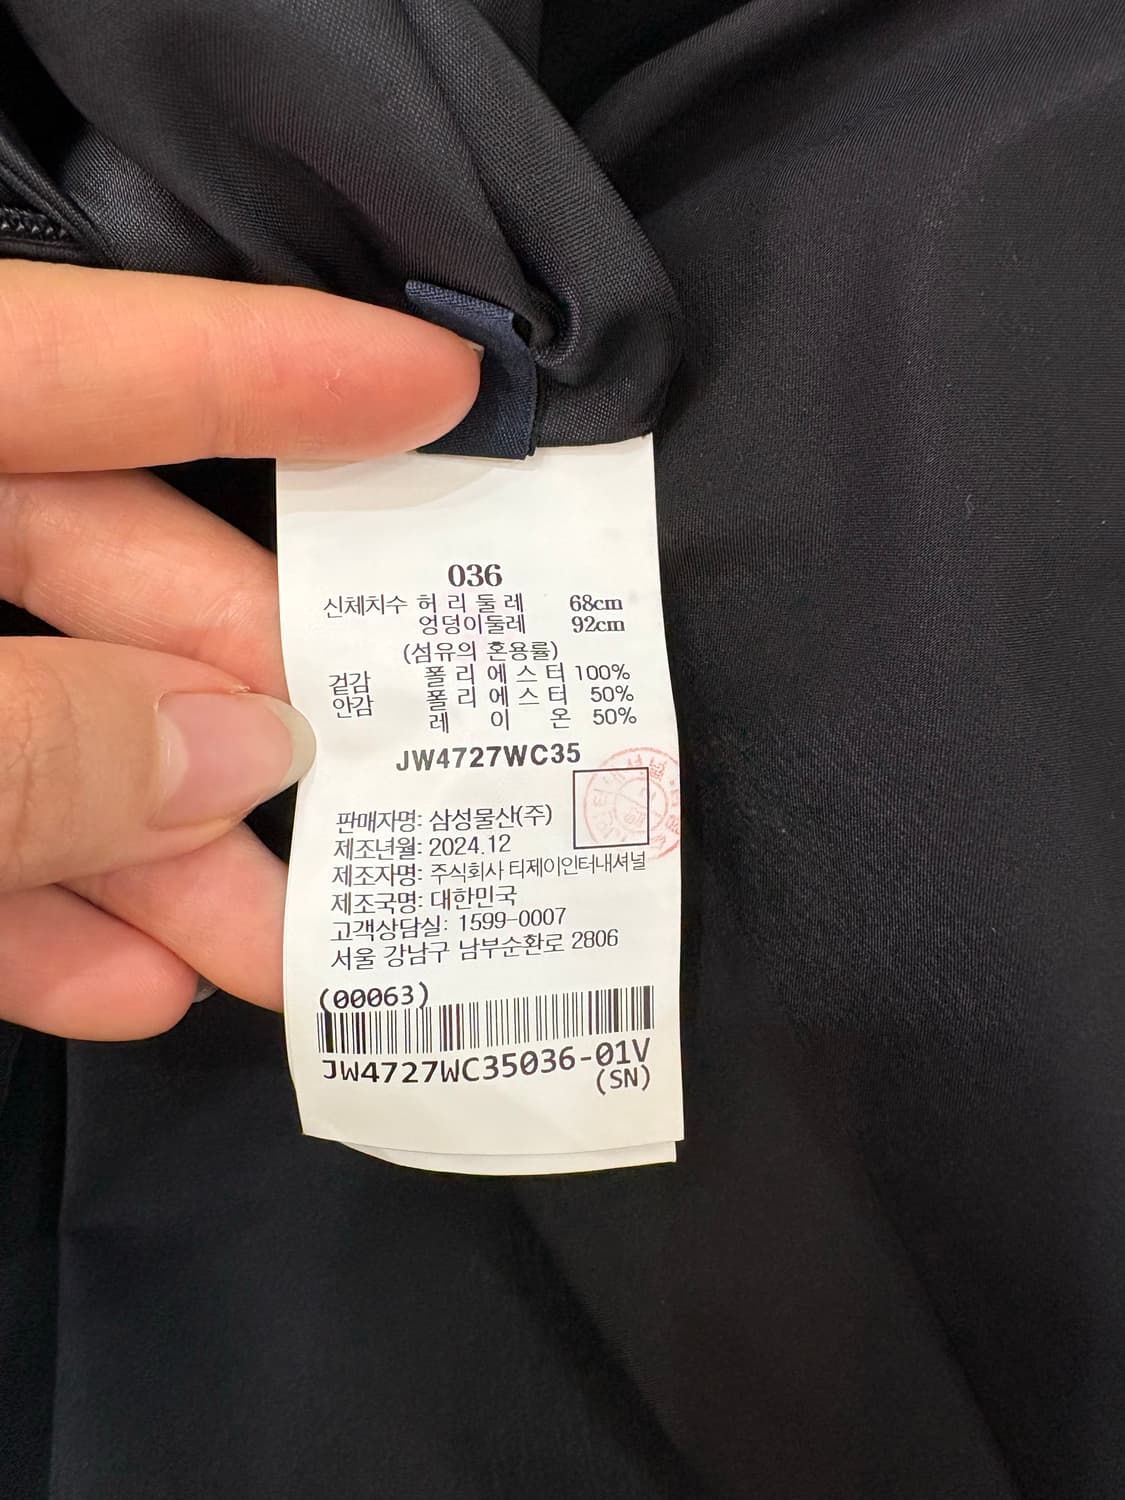 036
신체치수 허 리 둘 레 68cm
엉덩이둘레 92cm
(섬유의 혼용률)
겉감 폴 리 에 스 터 100%
안감 폴 리 에 스 터 50%
레 이 온 50%
JW4727WC35
판매자명: 삼성물산(주)
제조년월: 2024.12
제조자명: 주식회사 티제이인터내셔널
제조국명: 대한민국
고객상담실: 1599-0007
서울 강남구 남부순환로 2806
(00063)
JW4727WC35036-01V
(SN)